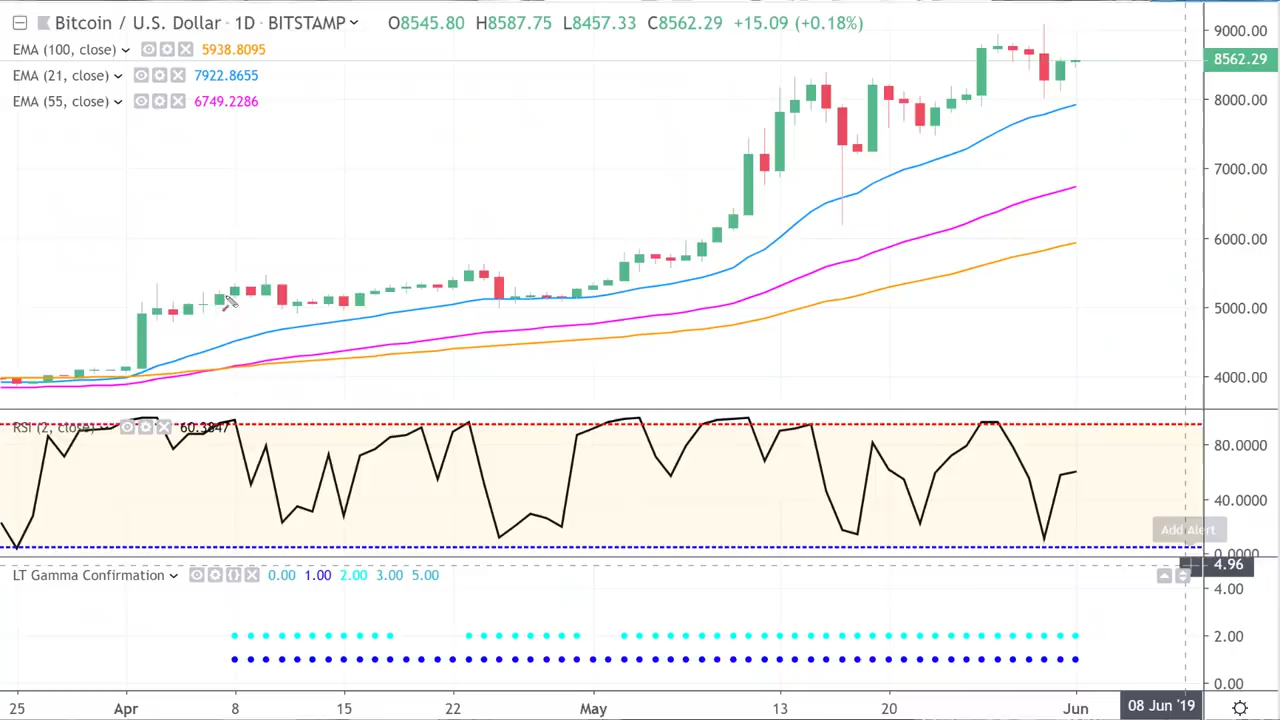 Bitcoin / U.S. Dollar · 1D · BITSTAMP O8545.80 H8587.75 L8457.33 C8562.29 +15.09 (+0.18%)
EMA (100, close) 5938.8095
EMA (21, close) 7922.8655
EMA (55, close) 6749.2286
9000.00
8562.29
8000.00
7000.00
6000.00
5000.00
4000.00
RSI (2, close) 60.3847
80.0000
40.0000
Add Alert
0.0000
LT Gamma Confirmation 0.00 1.00 2.00 3.00 5.00
4.96
4.00
2.00
0.00
25 Apr 8 15 22 May 13 20 Jun 08 Jun '19